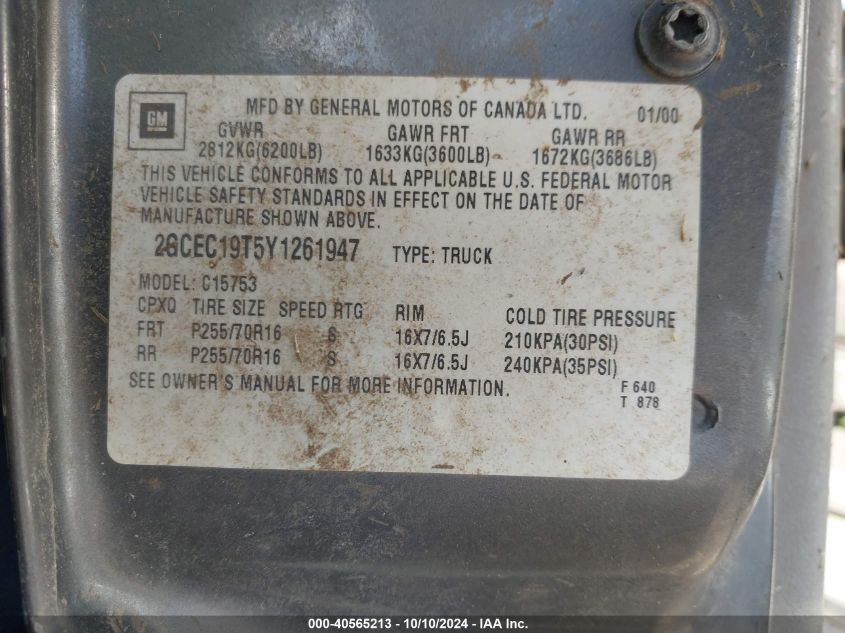 GM
MFD BY GENERAL MOTORS OF CANADA LTD. 01/00
GVWR GAWR FRT GAWR RR
2812KG(6200LB) 1633KG(3600LB) 1672KG(3686LB)
THIS VEHICLE CONFORMS TO ALL APPLICABLE U.S. FEDERAL MOTOR
VEHICLE SAFETY STANDARDS IN EFFECT ON THE DATE OF
MANUFACTURE SHOWN ABOVE.
2GCEC19T5Y1261947 TYPE: TRUCK
MODEL: C15753
CPXQ TIRE SIZE SPEED RTG RIM COLD TIRE PRESSURE
FRT P255/70R16 S 16X7/6.5J 210KPA(30PSI)
RR P255/70R16 S 16X7/6.5J 240KPA(35PSI)
SEE OWNER'S MANUAL FOR MORE INFORMATION.
F 640
T 878
000-40565213 - 10/10/2024 - IAA Inc.